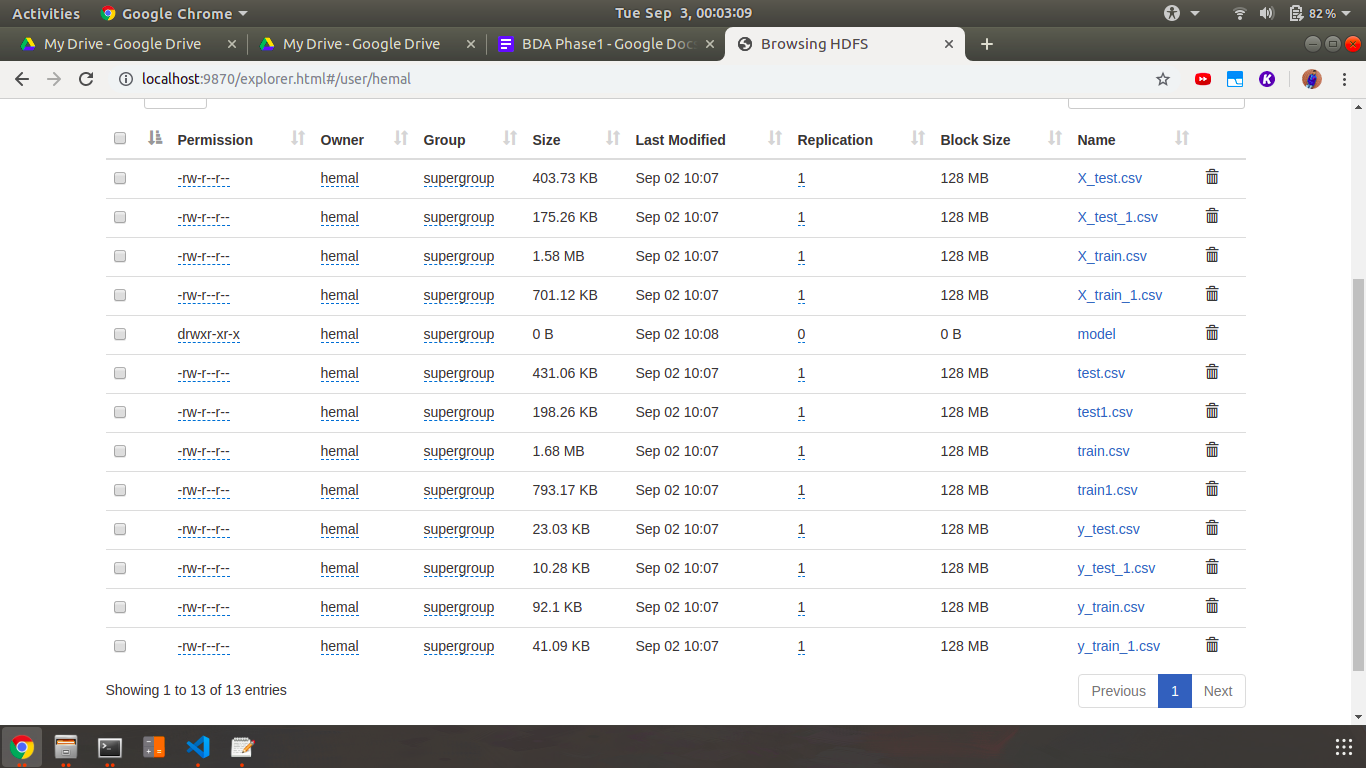 Activities Google Chrome Tue Sep 3, 00:03:09 82%
My Drive - Google Drive My Drive - Google Drive BDA Phase1 - Google Doc Browsing HDFS
localhost:9870/explorer.html#/user/hemal
Permission Owner Group Size Last Modified Replication Block Size Name
-rw-r--r-- hemal supergroup 403.73 KB Sep 02 10:07 1 128 MB X_test.csv
-rw-r--r-- hemal supergroup 175.26 KB Sep 02 10:07 1 128 MB X_test_1.csv
-rw-r--r-- hemal supergroup 1.58 MB Sep 02 10:07 1 128 MB X_train.csv
-rw-r--r-- hemal supergroup 701.12 KB Sep 02 10:07 1 128 MB X_train_1.csv
drwxr-xr-x hemal supergroup 0 B Sep 02 10:08 0 0 B model
-rw-r--r-- hemal supergroup 431.06 KB Sep 02 10:07 1 128 MB test.csv
-rw-r--r-- hemal supergroup 198.26 KB Sep 02 10:07 1 128 MB test1.csv
-rw-r--r-- hemal supergroup 1.68 MB Sep 02 10:07 1 128 MB train.csv
-rw-r--r-- hemal supergroup 793.17 KB Sep 02 10:07 1 128 MB train1.csv
-rw-r--r-- hemal supergroup 23.03 KB Sep 02 10:07 1 128 MB y_test.csv
-rw-r--r-- hemal supergroup 10.28 KB Sep 02 10:07 1 128 MB y_test_1.csv
-rw-r--r-- hemal supergroup 92.1 KB Sep 02 10:07 1 128 MB y_train.csv
-rw-r--r-- hemal supergroup 41.09 KB Sep 02 10:07 1 128 MB y_train_1.csv
Showing 1 to 13 of 13 entries Previous 1 Next